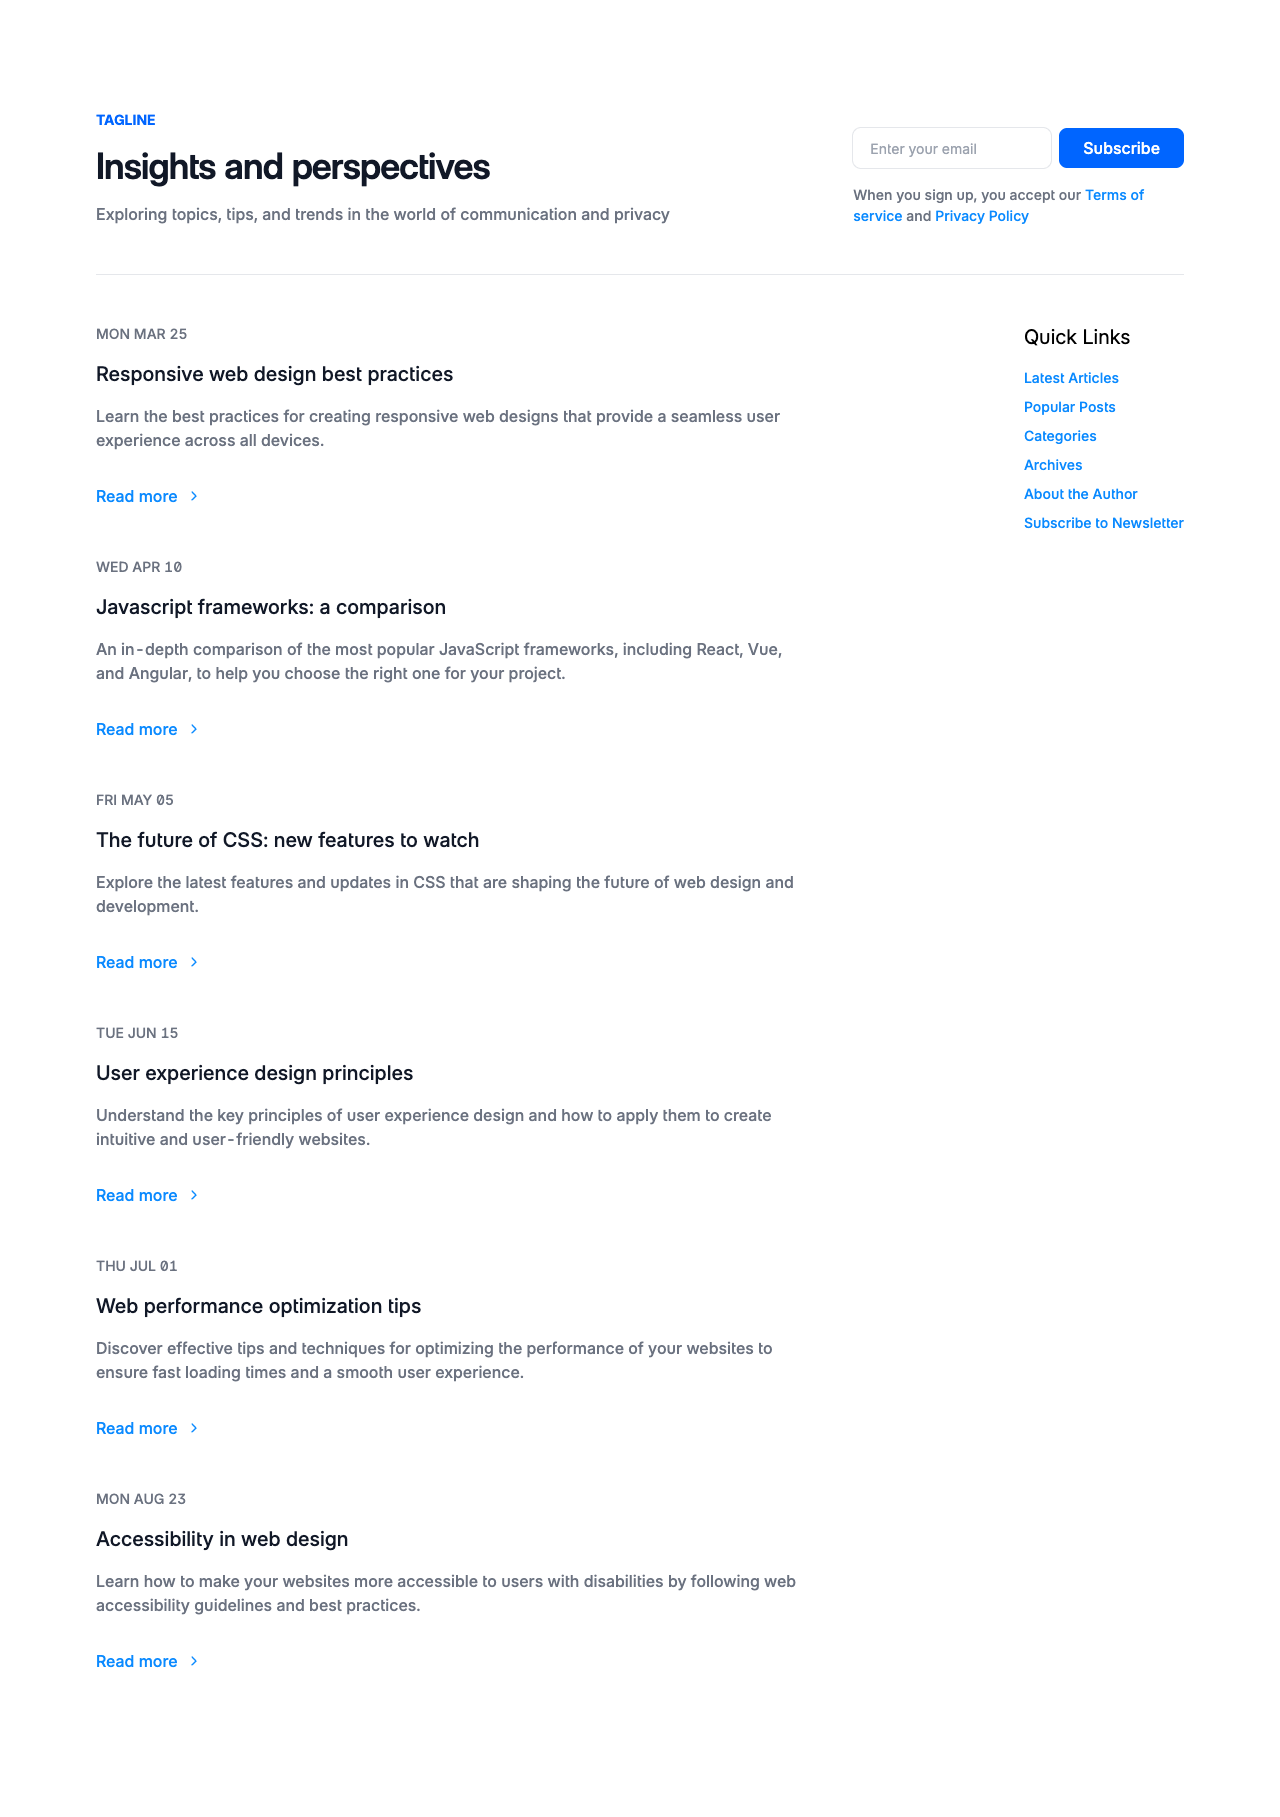 TAGLINE
Insights and perspectives
Exploring topics, tips, and trends in the world of communication and privacy
Enter your email
Subscribe
When you sign up, you accept our Terms of
service and Privacy Policy
MON MAR 25
Responsive web design best practices
Learn the best practices for creating responsive web designs that provide a seamless user
experience across all devices.
Read more
WED APR 10
Javascript frameworks: a comparison
An in-depth comparison of the most popular JavaScript frameworks, including React, Vue,
and Angular, to help you choose the right one for your project.
Read more
FRI MAY 05
The future of CSS: new features to watch
Explore the latest features and updates in CSS that are shaping the future of web design and
development.
Read more
TUE JUN 15
User experience design principles
Understand the key principles of user experience design and how to apply them to create
intuitive and user-friendly websites.
Read more
THU JUL 01
Web performance optimization tips
Discover effective tips and techniques for optimizing the performance of your websites to
ensure fast loading times and a smooth user experience.
Read more
MON AUG 23
Accessibility in web design
Learn how to make your websites more accessible to users with disabilities by following web
accessibility guidelines and best practices.
Read more
Quick Links
Latest Articles
Popular Posts
Categories
Archives
About the Author
Subscribe to Newsletter